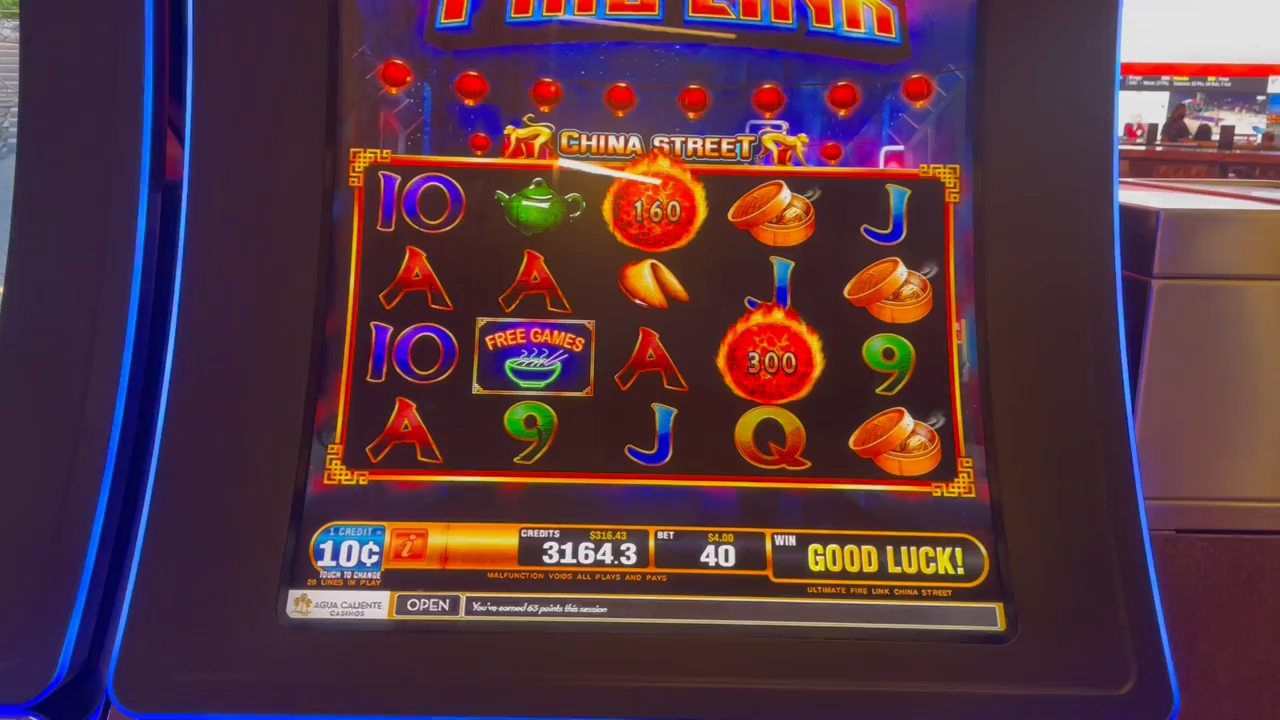 FIRE LINK
CHINA STREET
10 160 J
A A J
10 FREE GAMES A 300 9
A 9 J Q
1 CREDIT =
10¢
TOUCH TO CHANGE
20 LINES IN PLAY
i
CREDITS $316.43
3164.3
BET $4.00
40
WIN
GOOD LUCK!
MALFUNCTION VOIDS ALL PLAYS AND PAYS
ULTIMATE FIRE LINK CHINA STREET
AGUA CALIENTE
CASINOS
OPEN
You've earned 63 points this session